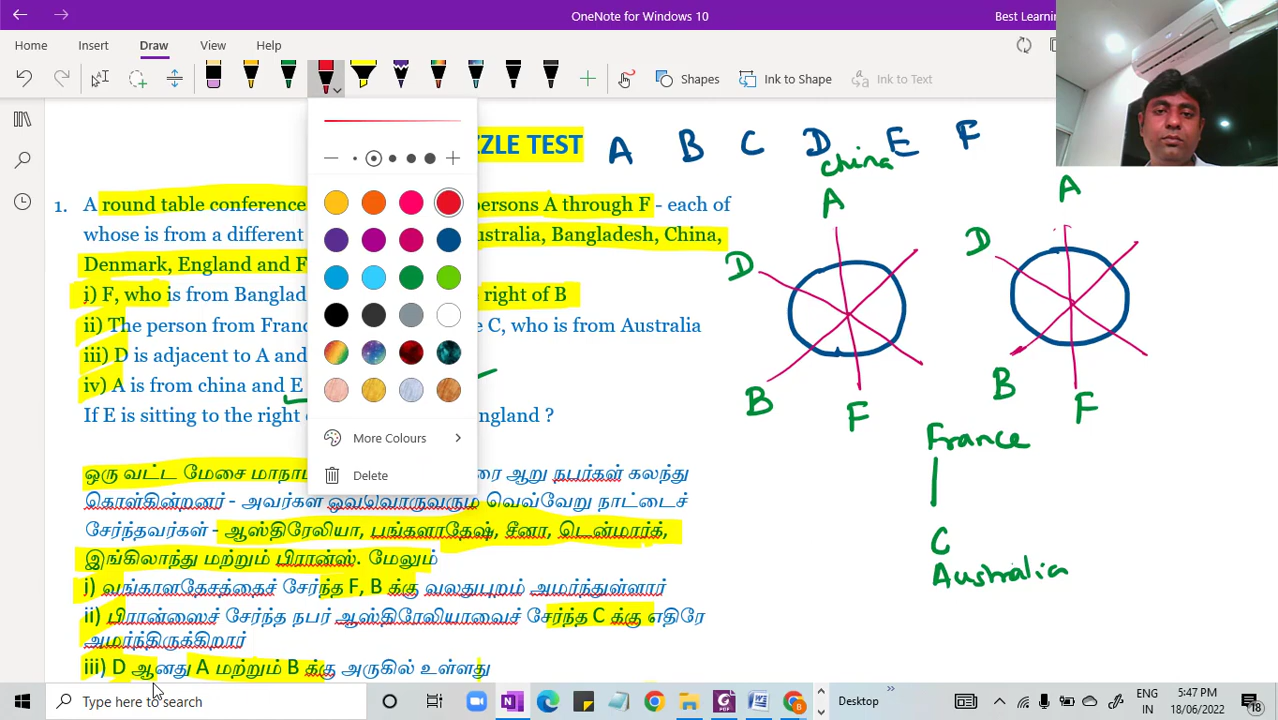 OneNote for Windows 10
Best Learnin
Home Insert Draw View Help
Shapes Ink to Shape Ink to Text
ZZLE TEST A B C D E F
China
A A
1. A round table conference persons A through F - each of
whose is from a different ustralia, Bangladesh, China,
Denmark, England and F
i) F, who is from Banglad right of B
ii) The person from Franc e C, who is from Australia
iii) D is adjacent to A and
iv) A is from china and E
If E is sitting to the right ngland ?
D D
B F B F
France
C
Australia
More Colours
Delete
ஒரு வட்ட மேசை மாநா ரை ஆறு நபர்கள் கலந்து
கொள்கின்றனர் - அவர்கள் ஒவ்வொருவரும் வெவ்வேறு நாட்டைச்
சேர்ந்தவர்கள் - ஆஸ்திரேலியா, பங்களாதேஷ், சீனா, டென்மார்க்,
இங்கிலாந்து மற்றும் பிரான்ஸ். மேலும்
i) வங்காளதேசத்தைச் சேர்ந்த F, B க்கு வலதுபுறம் அமர்ந்துள்ளார்
ii) பிரான்ஸைச் சேர்ந்த நபர் ஆஸ்திரேலியாவைச் சேர்ந்த C க்கு எதிரே
அமர்ந்திருக்கிறார்
iii) D ஆனது A மற்றும் B க்கு அருகில் உள்ளது
Type here to search
Desktop
ENG
IN
5:47 PM
18/06/2022
18